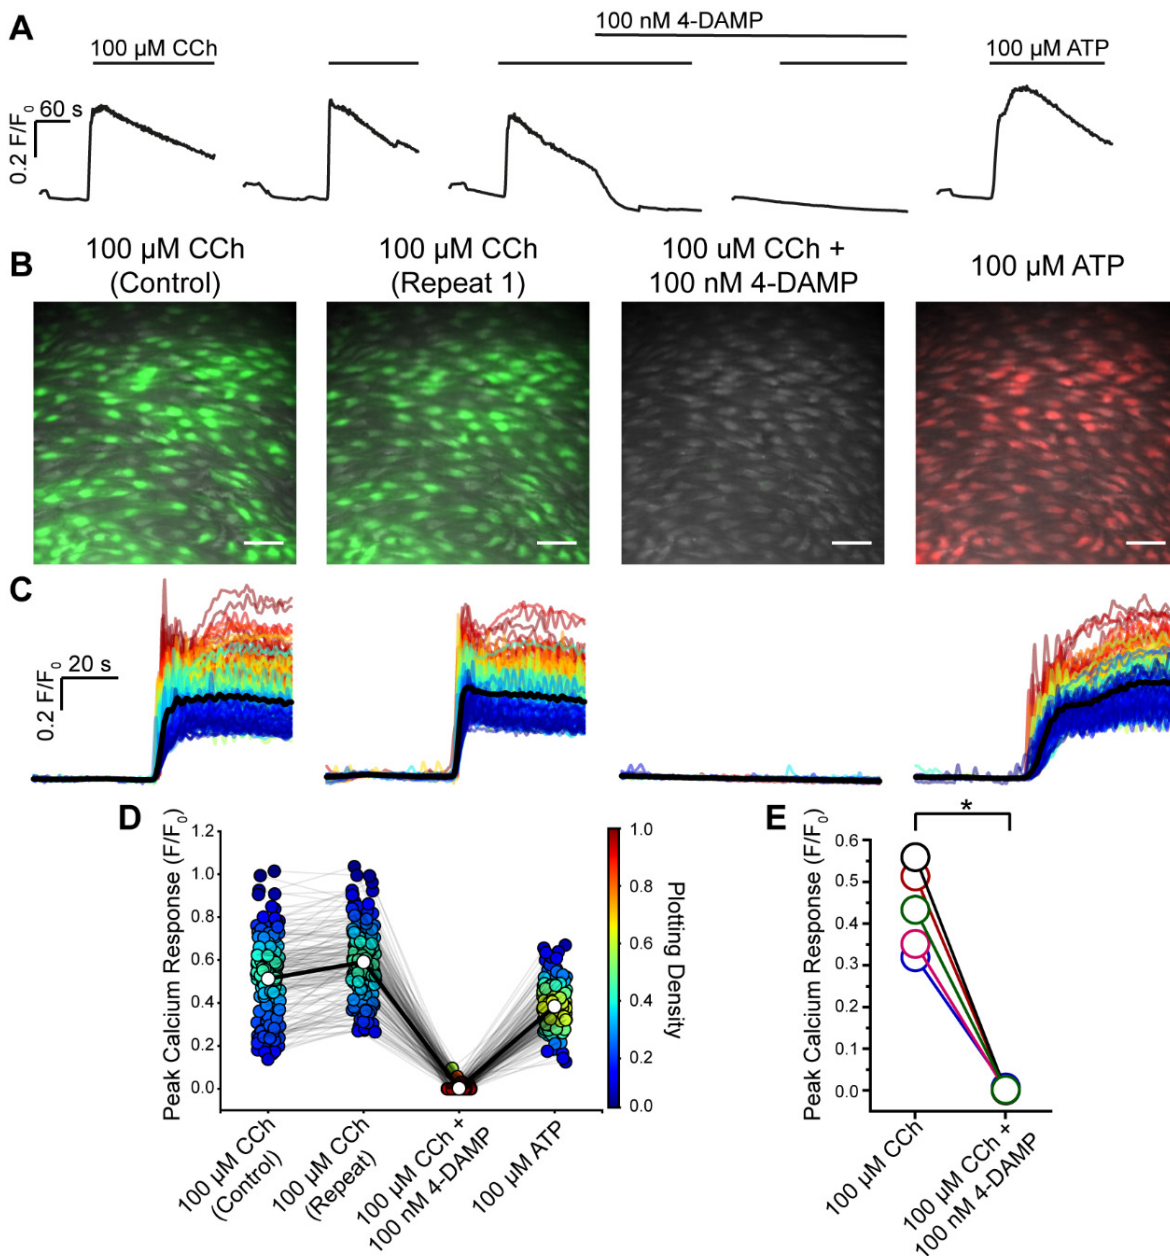 A
100 nM 4-DAMP
100 µM CCh
100 µM ATP
60 s
0.2 F/F0
B
100 µM CCh
(Control)
100 µM CCh
(Repeat 1)
100 uM CCh +
100 nM 4-DAMP
100 µM ATP
C
20 s
0.2 F/F0
D
Peak Calcium Response (F/F0)
1.2
1.0
0.8
0.6
0.4
0.2
0.0
100 µM CCh
(Control)
100 µM CCh
(Repeat)
100 µM CCh +
100 nM 4-DAMP
100 µM ATP
1.0
0.8
0.6
0.4
0.2
0.0
Plotting Density
E
*
Peak Calcium Response (F/F0)
0.6
0.5
0.4
0.3
0.2
0.1
0.0
100 µM CCh
100 µM CCh +
100 nM 4-DAMP